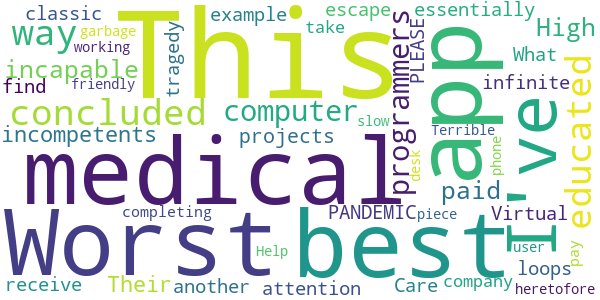 classic
This
example
escape
essentially
way
garbage
working
tragedy
take
PLEASE
app
High
incapable
friendly
programmers
What
find
infinite
concluded
computer
I've
educated
slow
incompetents
projects
Terrible
medical
desk
phone
paid
Worst
best
completing
PANDEMIC
piece
Virtual
Help
user
pay
receive
Their
another
attention
Care
company
loops
heretofore